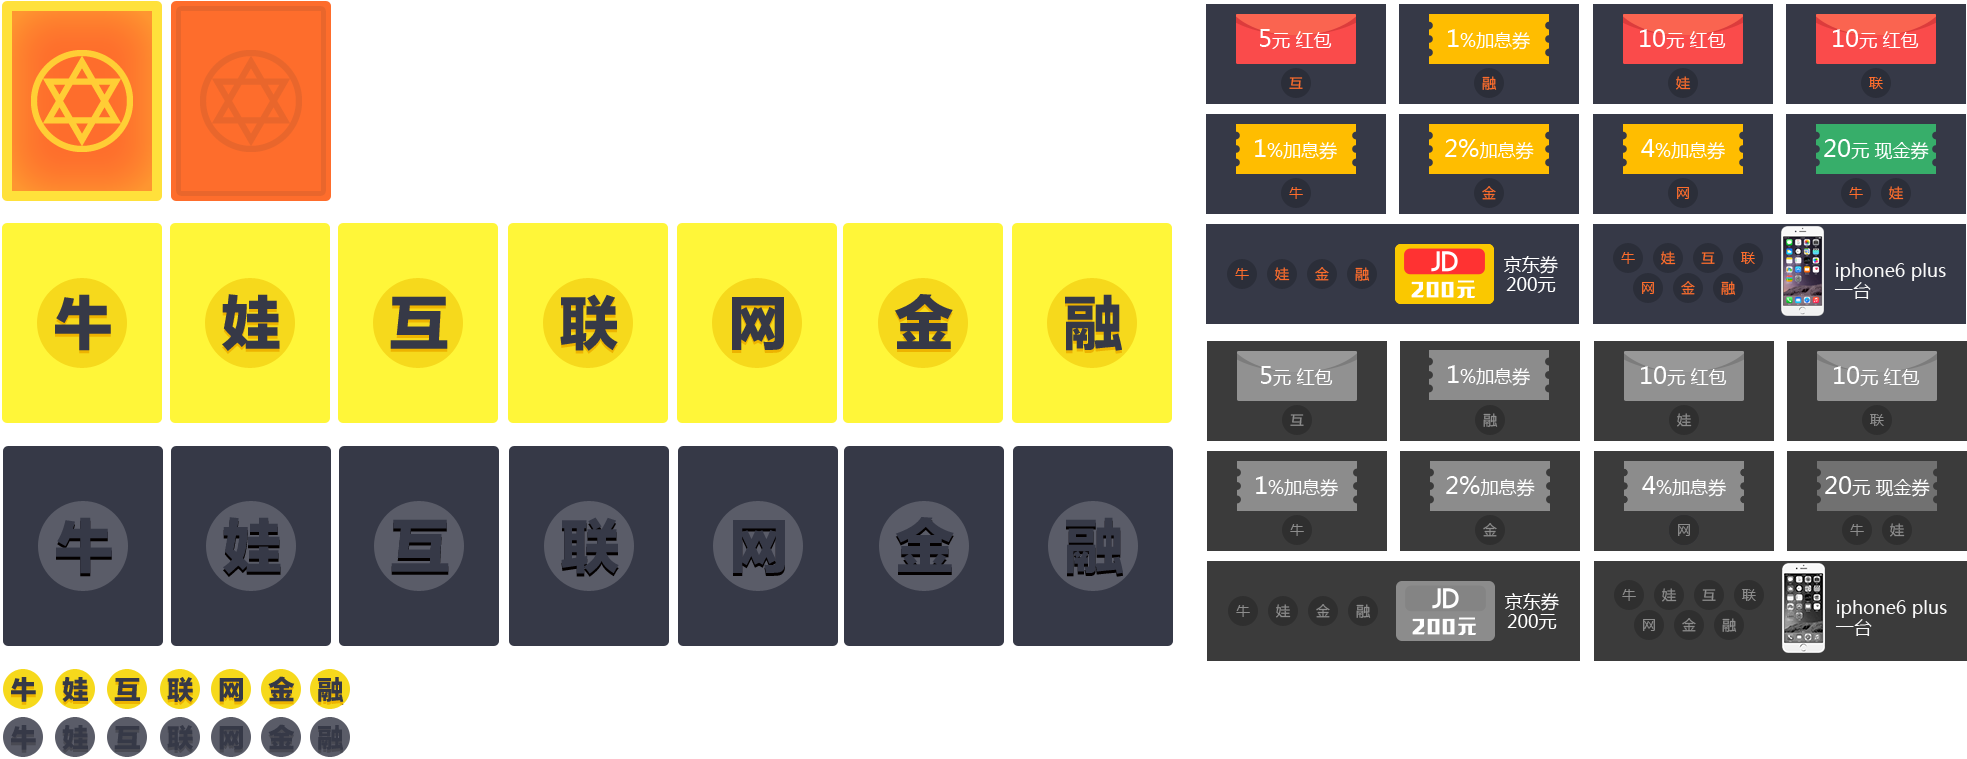 牛 娃 互 联 网 金 融
牛 娃 互 联 网 金 融
牛 娃 互 联 网 金 融
牛 娃 互 联 网 金 融
5元 红包
互
1%加息券
融
10元 红包
娃
10元 红包
联
1%加息券
牛
2%加息券
金
4%加息券
网
20元 现金券
牛 娃
牛 娃 金 融
JD
200元
京东券
200元
牛 娃 互 联
网 金 融
iphone6 plus
一台
5元 红包
互
1%加息券
融
10元 红包
娃
10元 红包
联
1%加息券
牛
2%加息券
金
4%加息券
网
20元 现金券
牛 娃
牛 娃 金 融
JD
200元
京东券
200元
牛 娃 互 联
网 金 融
iphone6 plus
一台